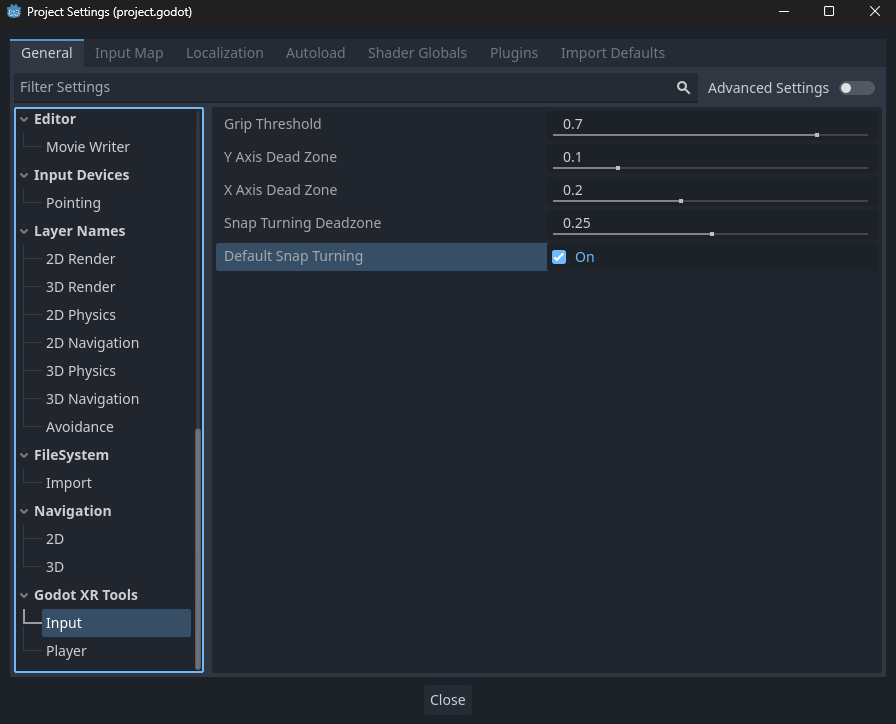 Project Settings (project.godot)
General Input Map Localization Autoload Shader Globals Plugins Import Defaults
Filter Settings
Advanced Settings
Editor
Movie Writer
Input Devices
Pointing
Layer Names
2D Render
3D Render
2D Physics
2D Navigation
3D Physics
3D Navigation
Avoidance
FileSystem
Import
Navigation
2D
3D
Godot XR Tools
Input
Player
Grip Threshold 0.7
Y Axis Dead Zone 0.1
X Axis Dead Zone 0.2
Snap Turning Deadzone 0.25
Default Snap Turning On
Close